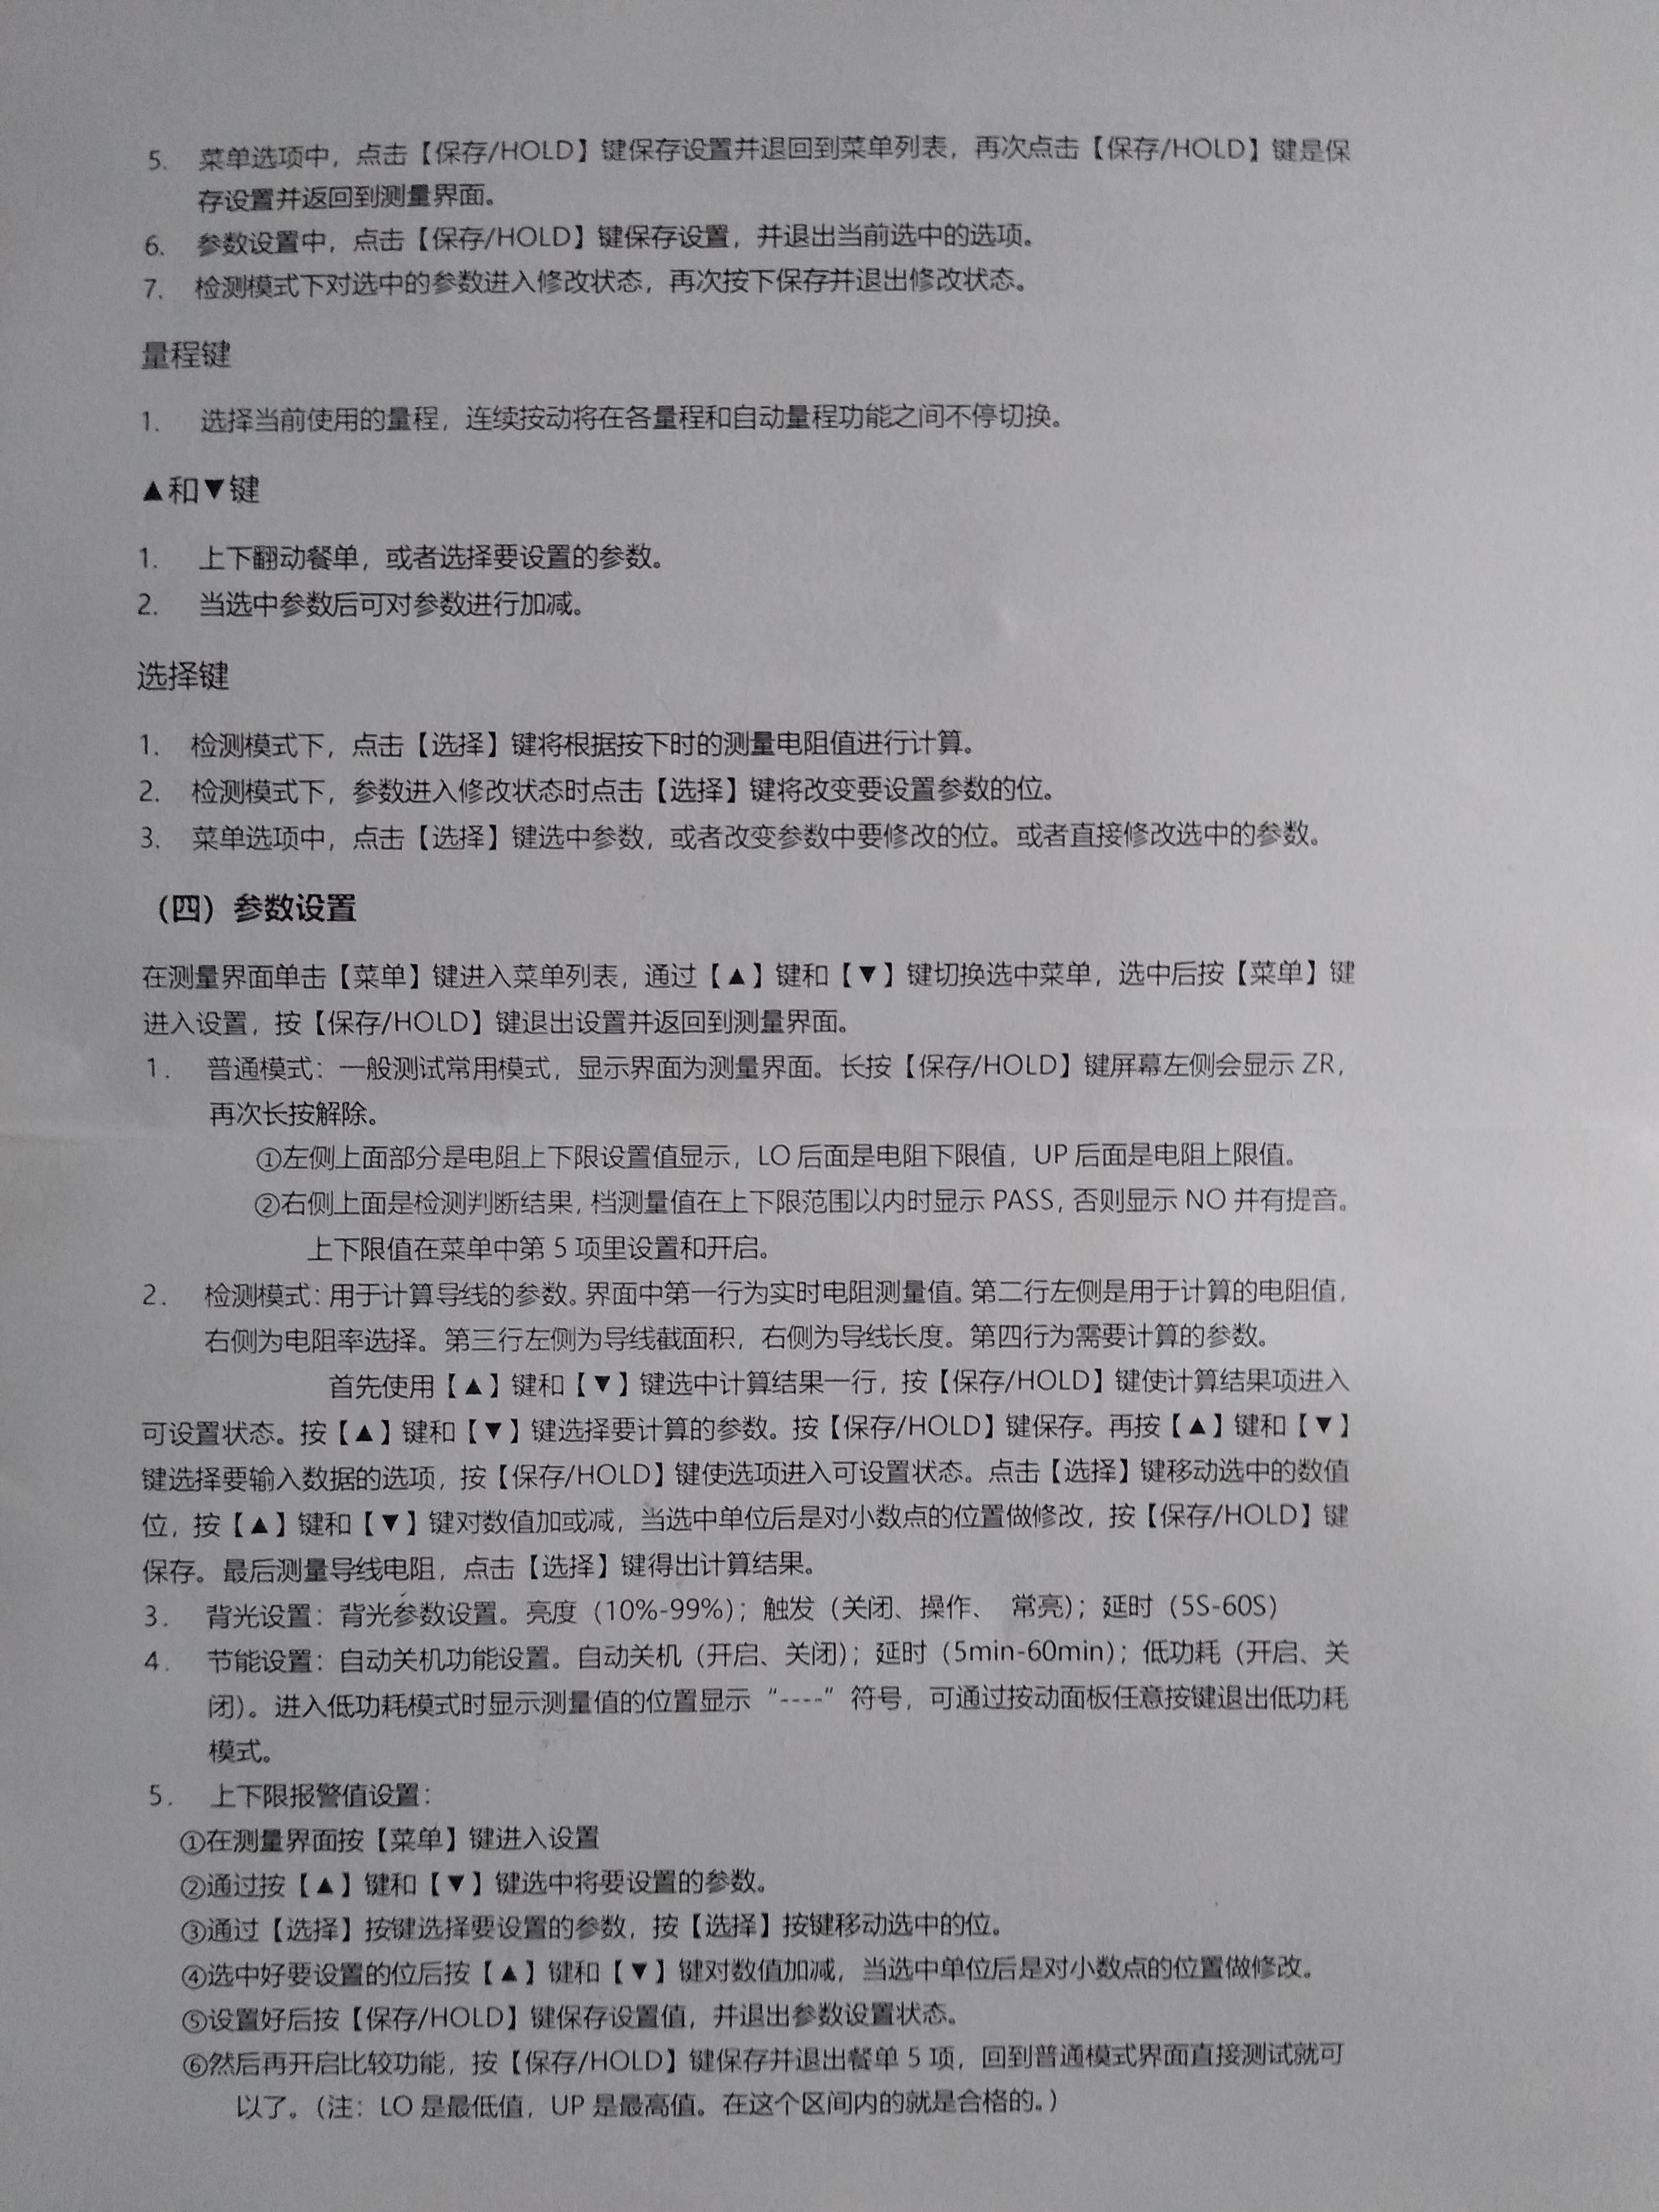 5. 菜单选项中，点击【保存/HOLD】键保存设置并退回到菜单列表，再次点击【保存/HOLD】键是保
存设置并返回到测量界面。
6. 参数设置中，点击【保存/HOLD】键保存设置，并退出当前选中的选项。
7. 检测模式下对选中的参数进入修改状态，再次按下保存并退出修改状态。
量程键
1. 选择当前使用的量程，连续按动将在各量程和自动量程功能之间不停切换。
▲和▼键
1. 上下翻动餐单，或者选择要设置的参数。
2. 当选中参数后可对参数进行加减。
选择键
1. 检测模式下，点击【选择】键将根据按下时的测量电阻值进行计算。
2. 检测模式下，参数进入修改状态时点击【选择】键将改变要设置参数的位。
3. 菜单选项中，点击【选择】键选中参数，或者改变参数中要修改的位。或者直接修改选中的参数。
（四）参数设置
在测量界面单击【菜单】键进入菜单列表，通过【▲】键和【▼】键切换选中菜单，选中后按【菜单】键
进入设置，按【保存/HOLD】键退出设置并返回到测量界面。
1. 普通模式：一般测试常用模式，显示界面为测量界面。长按【保存/HOLD】键屏幕左侧会显示 ZR，
再次长按解除。
①左侧上面部分是电阻上下限设置值显示，LO 后面是电阻下限值，UP 后面是电阻上限值。
②右侧上面是检测判断结果，档测量值在上下限范围以内时显示 PASS，否则显示 NO 并有提音。
上下限值在菜单中第 5 项里设置和开启。
2. 检测模式：用于计算导线的参数。界面中第一行为实时电阻测量值。第二行左侧是用于计算的电阻值，
右侧为电阻率选择。第三行左侧为导线截面积，右侧为导线长度。第四行为需要计算的参数。
首先使用【▲】键和【▼】键选中计算结果一行，按【保存/HOLD】键使计算结果项进入
可设置状态。按【▲】键和【▼】键选择要计算的参数。按【保存/HOLD】键保存。再按【▲】键和【▼】
键选择要输入数据的选项，按【保存/HOLD】键使选项进入可设置状态。点击【选择】键移动选中的数值
位，按【▲】键和【▼】键对数值加或减，当选中单位后是对小数点的位置做修改，按【保存/HOLD】键
保存。最后测量导线电阻，点击【选择】键得出计算结果。
3. 背光设置：背光参数设置。亮度（10%-99%）；触发（关闭、操作、 常亮）；延时（5S-60S）
4. 节能设置：自动关机功能设置。自动关机（开启、关闭）；延时（5min-60min）；低功耗（开启、关
闭）。进入低功耗模式时显示测量值的位置显示“----”符号，可通过按动面板任意按键退出低功耗
模式。
5. 上下限报警值设置：
①在测量界面按【菜单】键进入设置
②通过按【▲】键和【▼】键选中将要设置的参数。
③通过【选择】按键选择要设置的参数，按【选择】按键移动选中的位。
④选中好要设置的位后按【▲】键和【▼】键对数值加减，当选中单位后是对小数点的位置做修改。
⑤设置好后按【保存/HOLD】键保存设置值，并退出参数设置状态。
⑥然后再开启比较功能，按【保存/HOLD】键保存并退出餐单 5 项，回到普通模式界面直接测试就可
以了。（注：LO 是最低值，UP 是最高值。在这个区间内的就是合格的。）